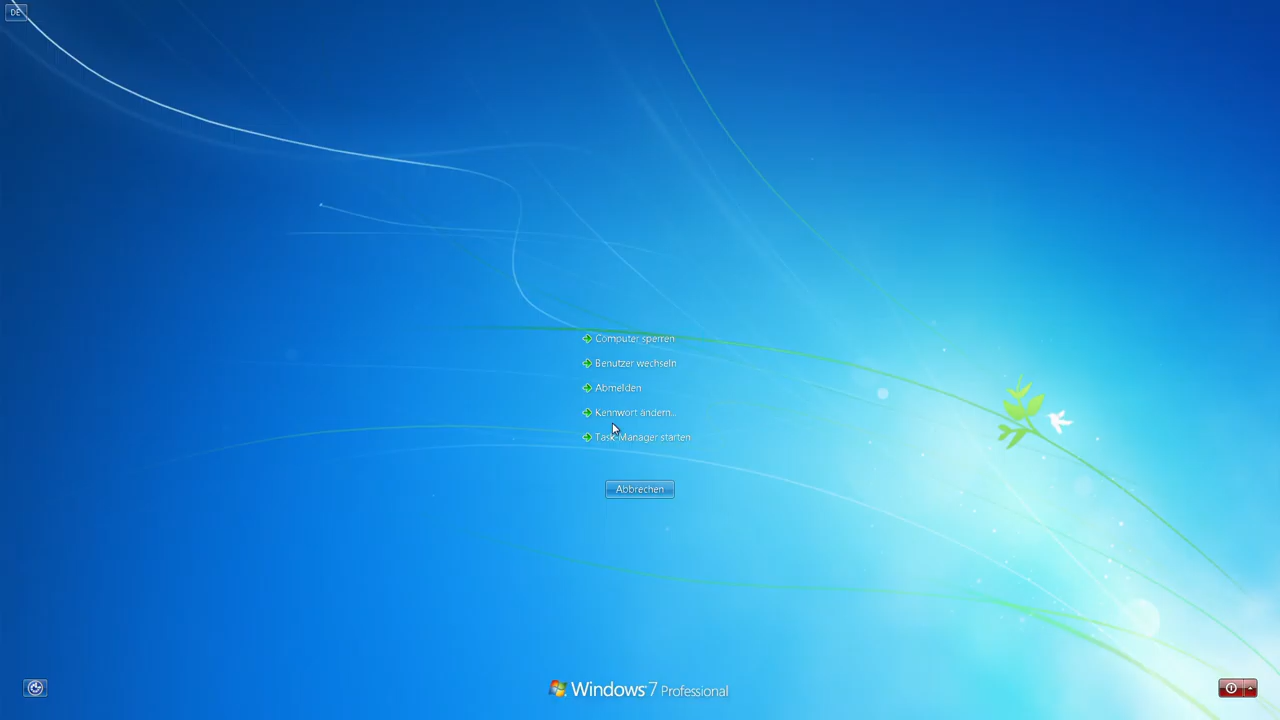 DE
Computer sperren
Benutzer wechseln
Abmelden
Kennwort ändern...
Task-Manager starten
Abbrechen
Windows 7 Professional